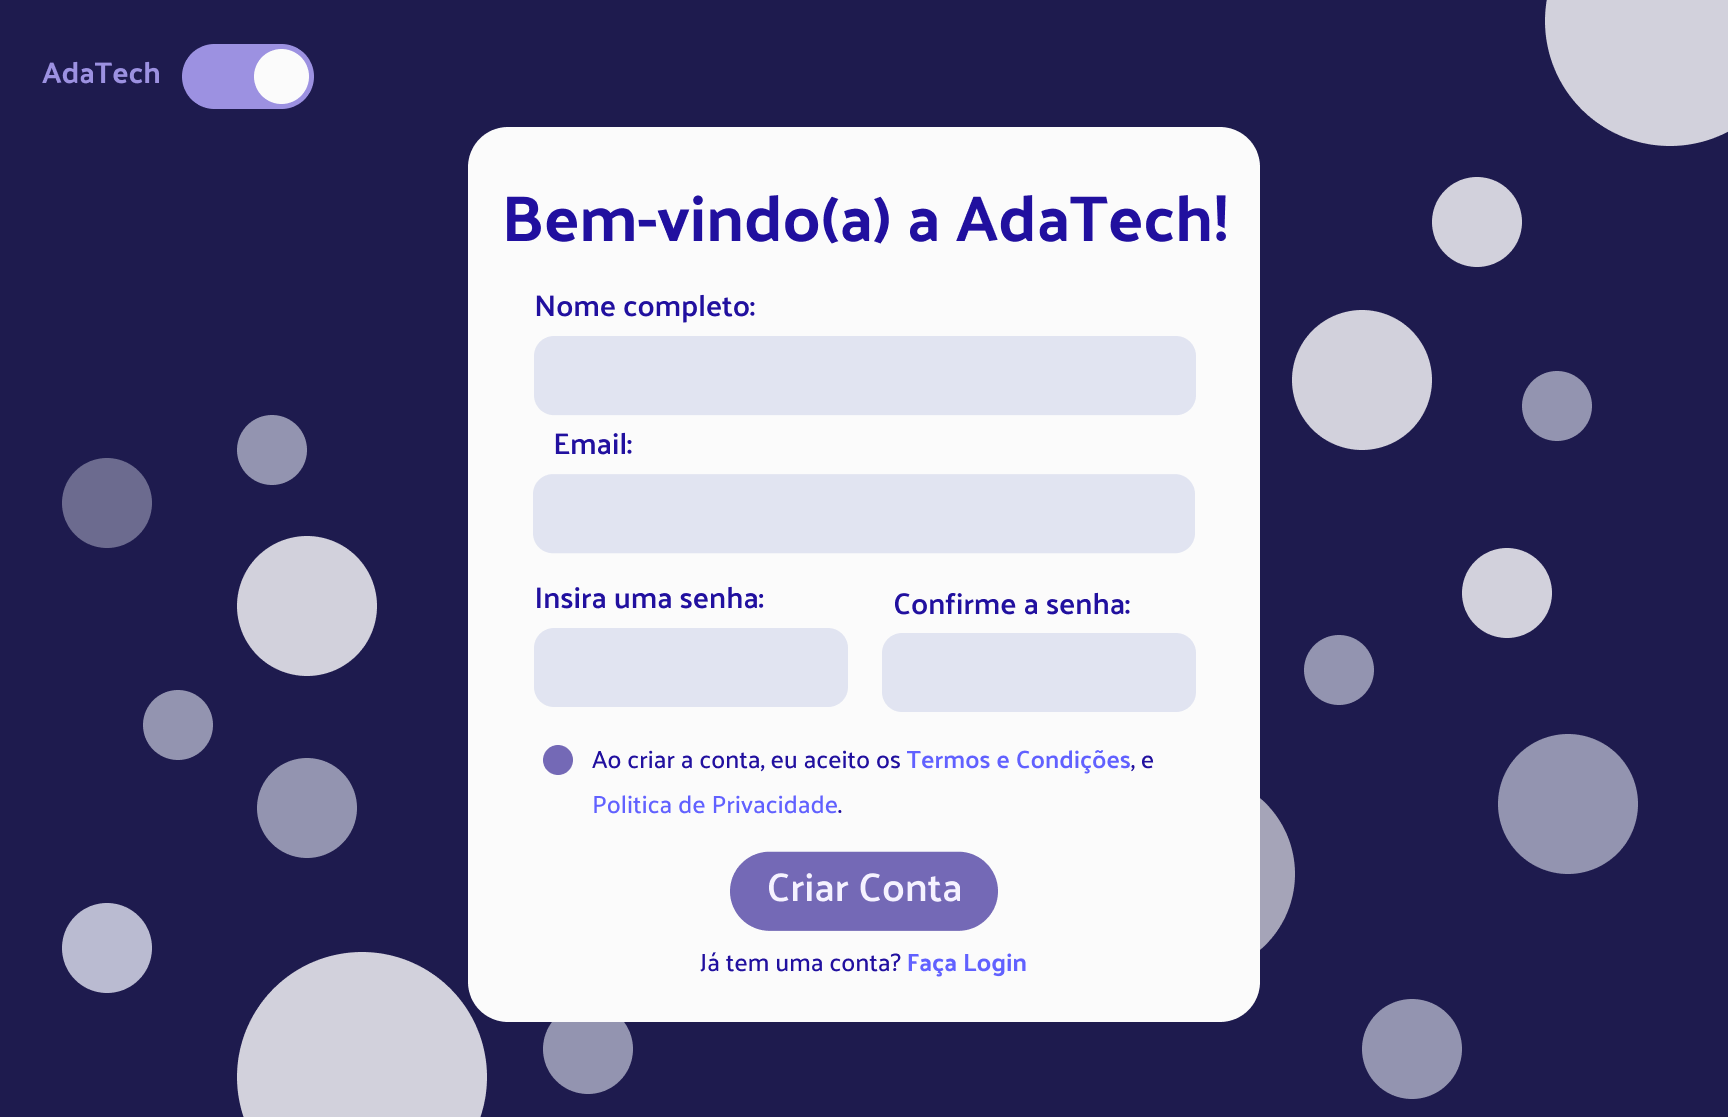 AdaTech
Bem-vindo(a) a AdaTech!
Nome completo:
Email:
Insira uma senha:
Confirme a senha:
Ao criar a conta, eu aceito os Termos e Condições, e
Politica de Privacidade.
Criar Conta
Já tem uma conta? Faça Login